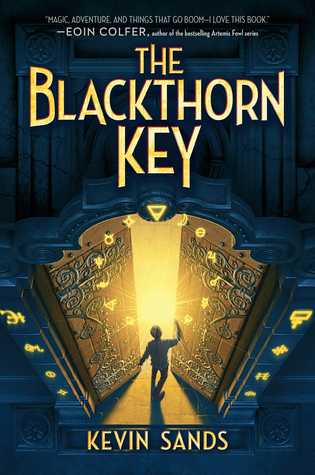 "MAGIC, ADVENTURE, AND THINGS THAT GO BOOM—I LOVE THIS BOOK."
—EOIN COLFER, author of the bestselling Artemis Fowl series
THE
BLACKTHORN
KEY
KEVIN SANDS